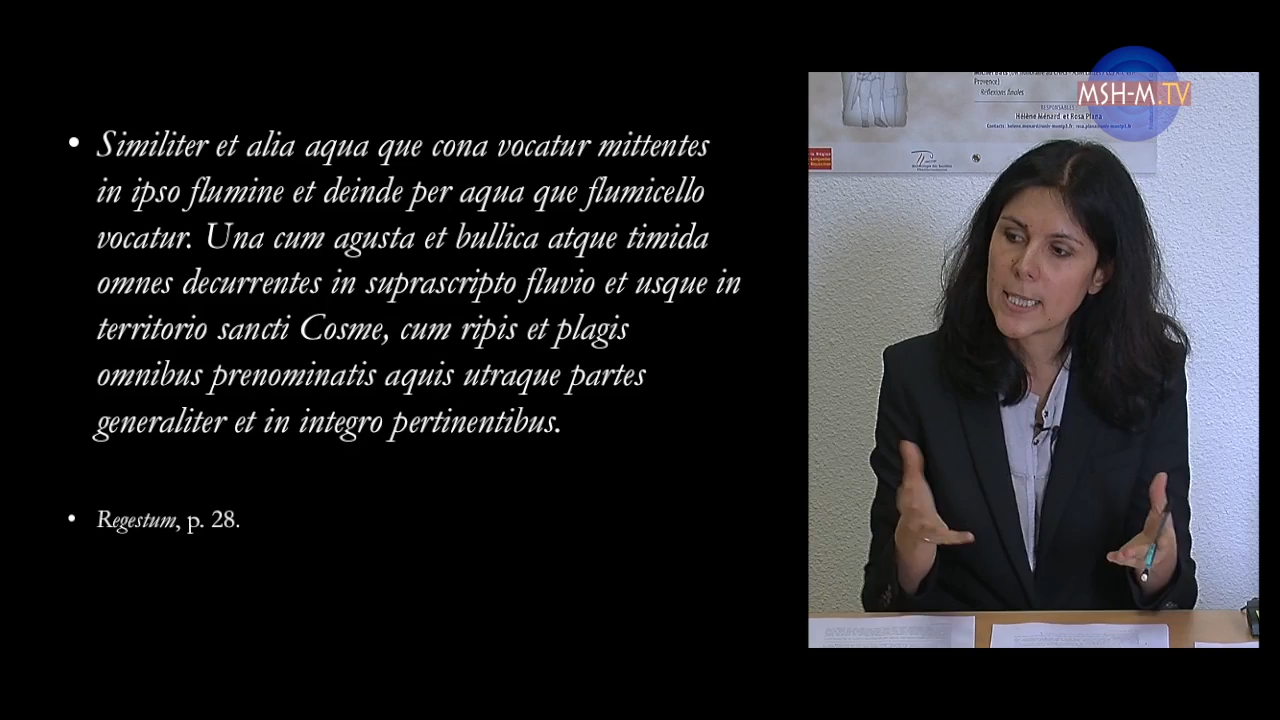 • Similiter et alia aqua que cona vocatur mittentes
in ipso flumine et deinde per aqua que flumicello
vocatur. Una cum agusta et bullica atque timida
omnes decurrentes in suprascripto fluvio et usque in
territorio sancti Cosme, cum ripis et plagis
omnibus prenominatis aquis utraque partes
generaliter et in integro pertinentibus.
• Regestum, p. 28.
MSH-M.TV
Provence)
Réflexions finales
RESPONSABLES
Hélène Ménard et Rosa Plana